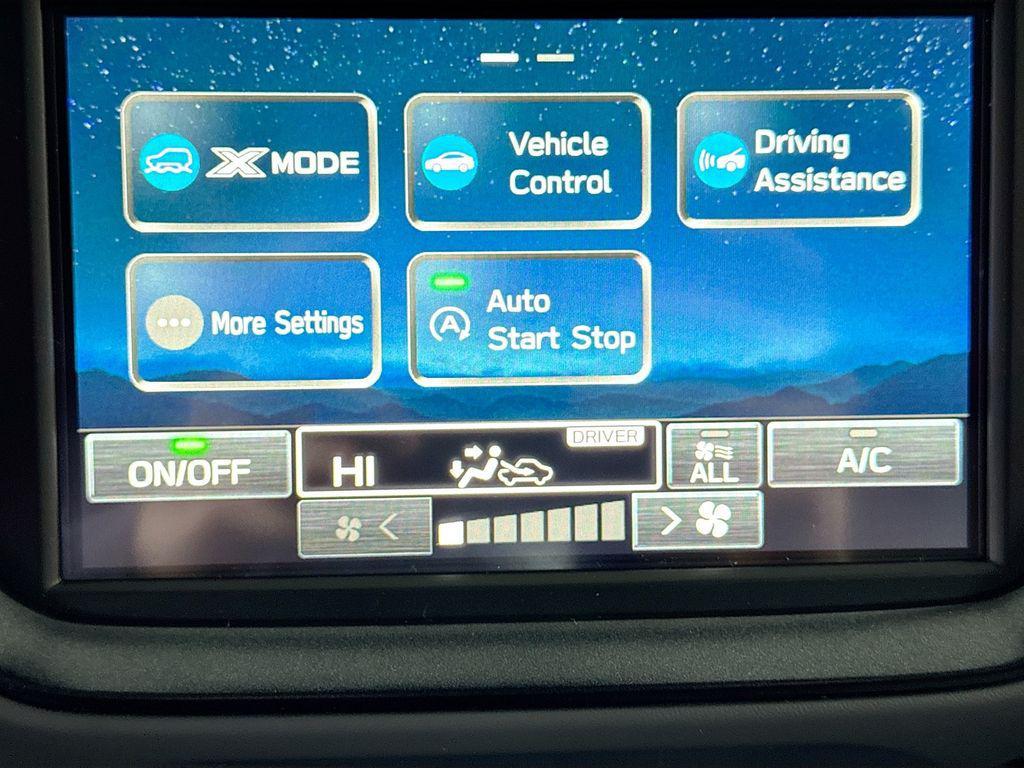 X MODE
Vehicle
Control
Driving
Assistance
More Settings
A
Auto
Start Stop
ON/OFF
HI
DRIVER
ALL
A/C